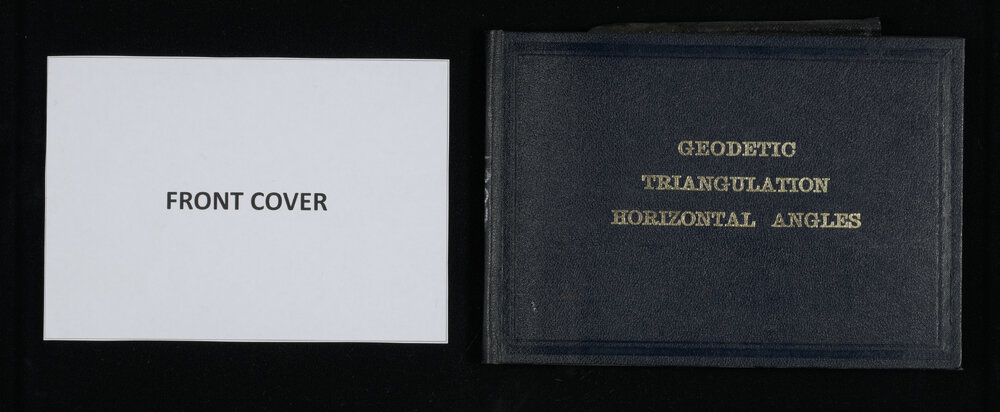 FRONT COVER
GEODETIC
TRIANGULATION
HORIZONTAL ANGLES